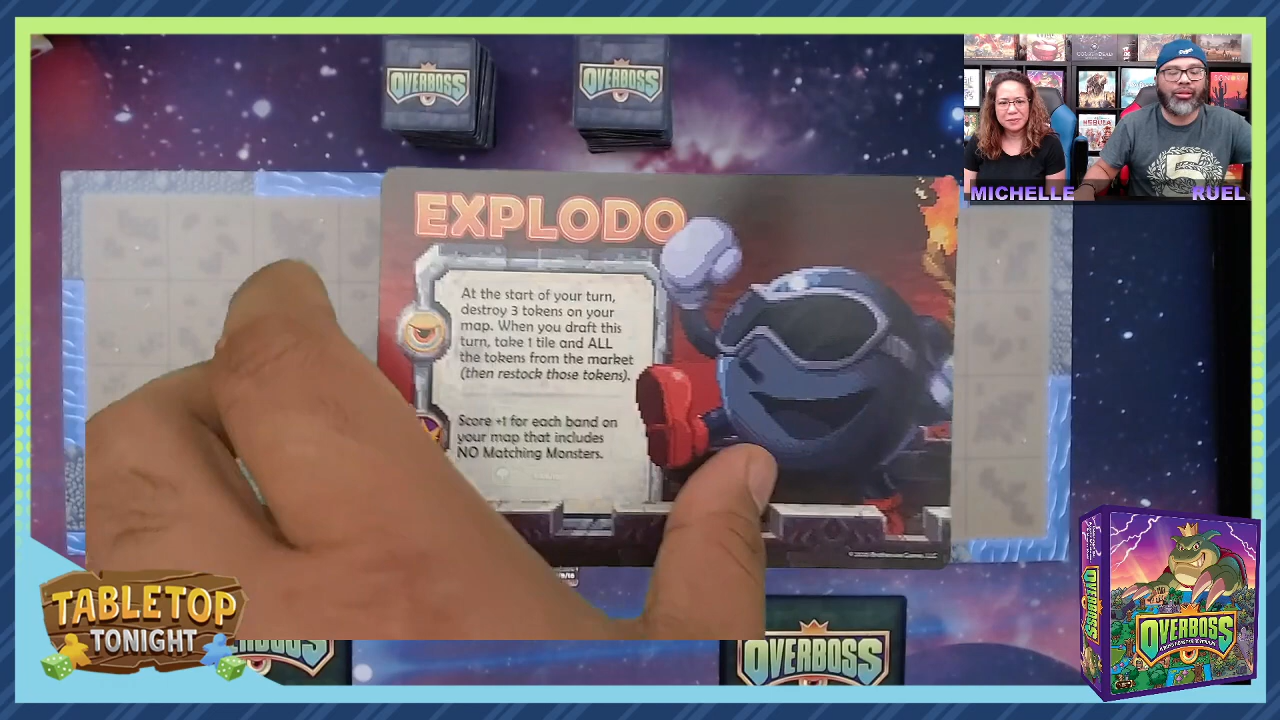 OVERBOSS
OVERBOSS
MICHELLE
RUEL
EXPLODO
At the start of your turn,
destroy 3 tokens on your
map. When you draft this
turn, take 1 tile and ALL
the tokens from the market
(then restock those tokens).
Score +1 for each band on
your map that includes
NO Matching Monsters.
TABLETOP
TONIGHT
OVERBOSS
OVERBOSS
OVERBOSS